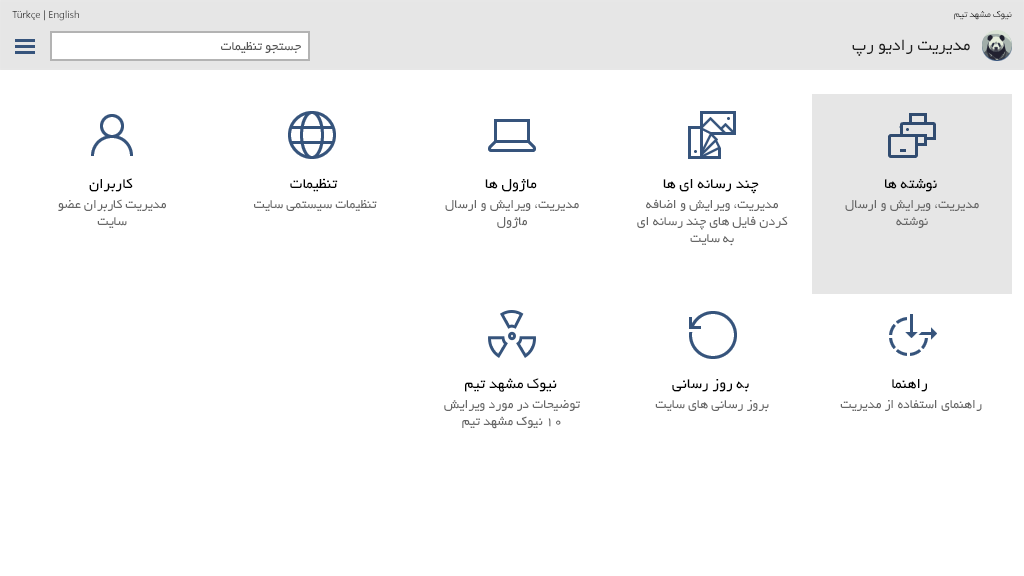 نیوک مشهد تیم
Türkçe | English
مدیریت رادیو رپ
جستجو تنظیمات
نوشته ها
مدیریت، ویرایش و ارسال
نوشته
چند رسانه ای ها
مدیریت، ویرایش و اضافه
کردن فایل های چند رسانه ای
به سایت
ماژول ها
مدیریت، ویرایش و ارسال
ماژول
تنظیمات
تنظیمات سیستمی سایت
کاربران
مدیریت کاربران عضو
سایت
راهنما
راهنمای استفاده از مدیریت
به روز رسانی
بروز رسانی های سایت
نیوک مشهد تیم
توضیحات در مورد ویرایش
۱۰ نیوک مشهد تیم